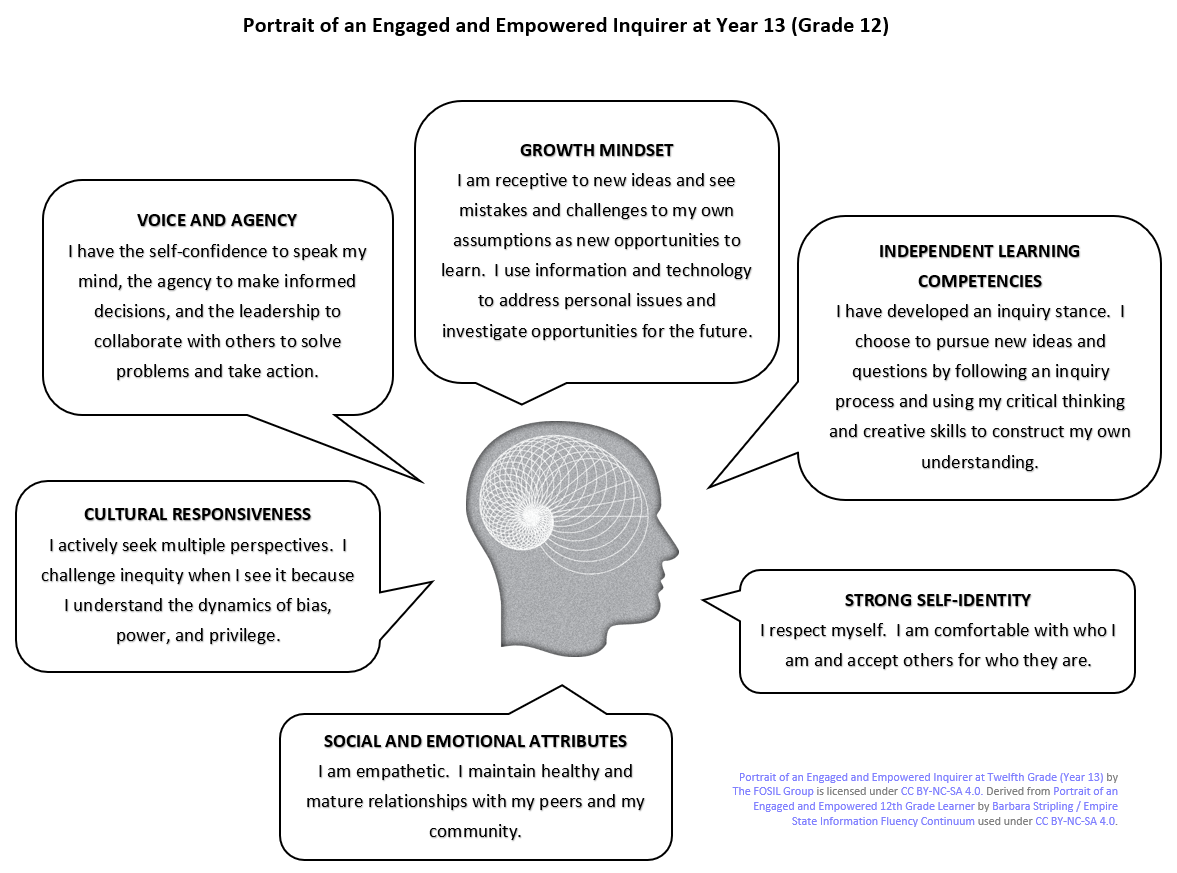 Portrait of an Engaged and Empowered Inquirer at Year 13 (Grade 12)
GROWTH MINDSET
I am receptive to new ideas and see
mistakes and challenges to my own
assumptions as new opportunities to
learn.  I use information and technology
to address personal issues and
investigate opportunities for the future.
VOICE AND AGENCY
I have the self-confidence to speak my
mind, the agency to make informed
decisions, and the leadership to
collaborate with others to solve
problems and take action.
INDEPENDENT LEARNING
COMPETENCIES
I have developed an inquiry stance.  I
choose to pursue new ideas and
questions by following an inquiry
process and using my critical thinking
and creative skills to construct my own
understanding.
CULTURAL RESPONSIVENESS
I actively seek multiple perspectives.  I
challenge inequity when I see it because
I understand the dynamics of bias,
power, and privilege.
STRONG SELF-IDENTITY
I respect myself.  I am comfortable with who I
am and accept others for who they are.
SOCIAL AND EMOTIONAL ATTRIBUTES
I am empathetic.  I maintain healthy and
mature relationships with my peers and my
community.
Portrait of an Engaged and Empowered Inquirer at Twelfth Grade (Year 13) by
The FOSIL Group is licensed under CC BY-NC-SA 4.0. Derived from Portrait of an
Engaged and Empowered 12th Grade Learner by Barbara Stripling / Empire
State Information Fluency Continuum used under CC BY-NC-SA 4.0.